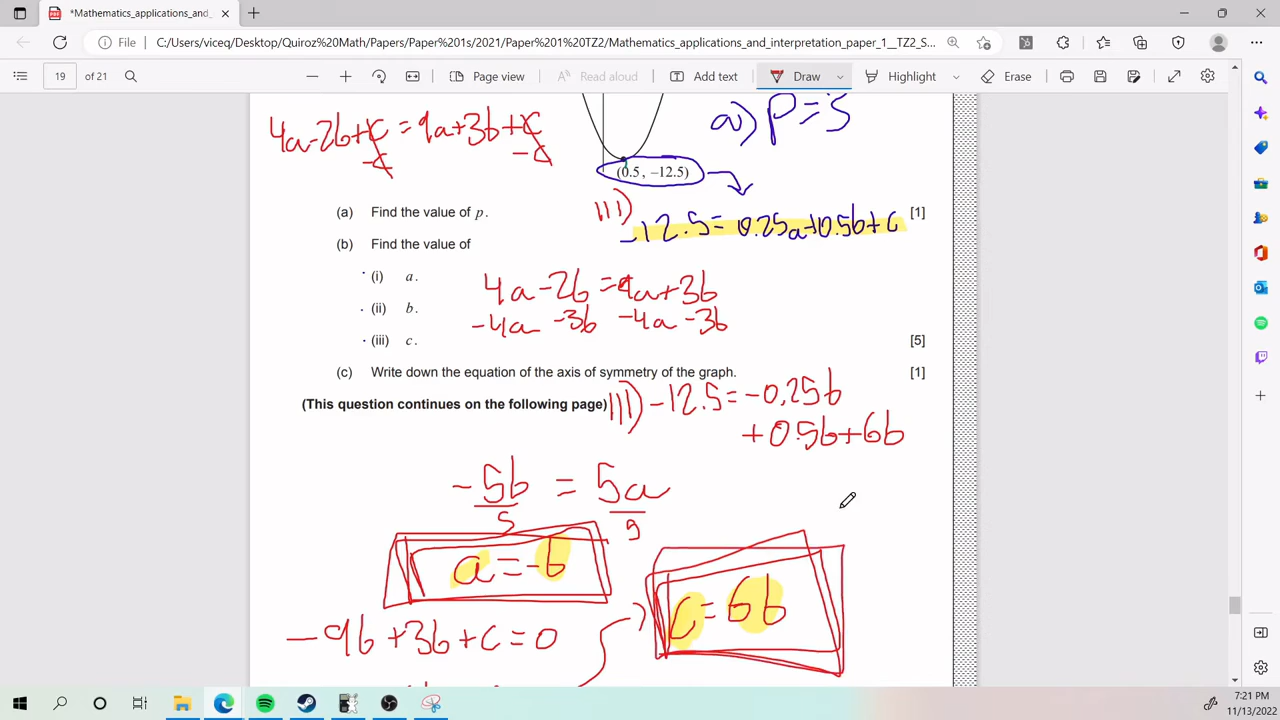 *Mathematics_applications_and_
File
C:/Users/viceq/Desktop/Quiroz%20Math/Papers/Paper%201s/2021/Paper%201%20TZ2/Mathematics_applications_and_interpretation_paper_1__TZ2_S...
19 of 21
Page view
Read aloud
Add text
Draw
Highlight
Erase
4a-2b+c=9a+3b+c
-c -c
a) p=3
(0.5, −12.5)
(a) Find the value of p. [1]
III) -12.5=0.25a+0.5b+c
(b) Find the value of
(i) a.
4a-2b=9a+3b
(ii) b.
-4a -3b -4a -3b
(iii) c. [5]
(c) Write down the equation of the axis of symmetry of the graph. [1]
(This question continues on the following page)
III) -12.5=-0.25b
+0.5b+6b
-5b = 5a
5 5
a=-b
c=6b
-9b+3b+c=0
7:21 PM
11/13/2022